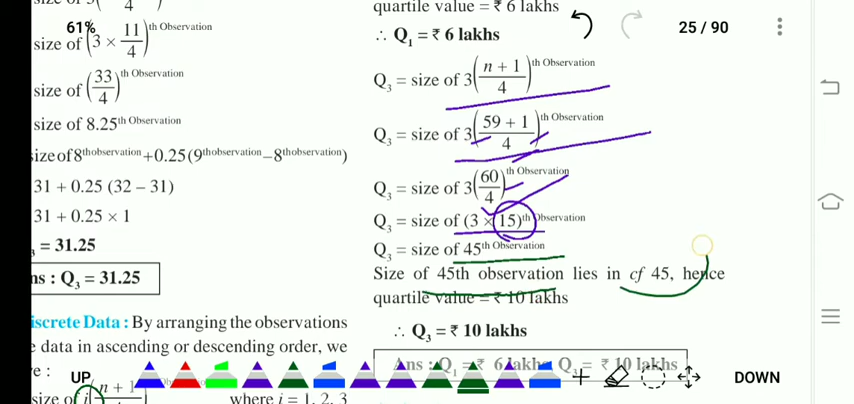 61%
25 / 90
size of (3 × 11/4)th Observation
size of (33/4)th Observation
size of 8.25th Observation
size of 8th observation + 0.25 (9th observation – 8th observation)
31 + 0.25 (32 – 31)
31 + 0.25 × 1
= 31.25
ns : Q₃ = 31.25
iscrete Data : By arranging the observations
e data in ascending or descending order, we
e :
size of i(n + 1
quartile value = ₹ 6 lakhs
∴ Q₁ = ₹ 6 lakhs
Q₃ = size of 3(n + 1/4)th Observation
Q₃ = size of 3(59 + 1/4)th Observation
Q₃ = size of 3(60/4)th Observation
Q₃ = size of (3 × 15)th Observation
Q₃ = size of 45th Observation
Size of 45th observation lies in cf 45, hence
quartile value = ₹ 10 lakhs
∴ Q₃ = ₹ 10 lakhs
Ans : Q₁ = ₹ 6 lakhs Q₃ = ₹ 10 lakhs
where i = 1, 2, 3
UP
DOWN